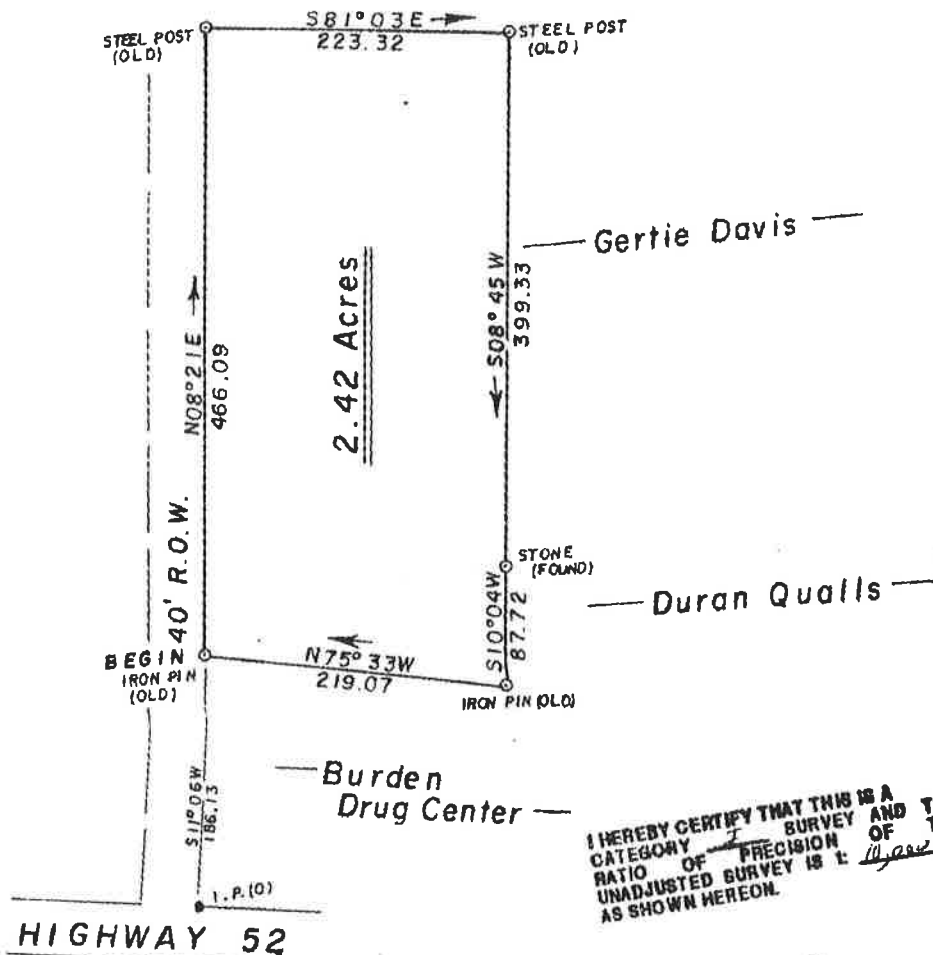 S81°03E
223.32
STEEL POST
(OLD)
STEEL POST
(OLD)
Gertie Davis
N08°21E
466.09
2.42 Acres
S08°45W
399.33
40' R.O.W.
STONE
(FOUND)
Duran Qualls
S10°04W
87.72
BEGIN
IRON PIN
(OLD)
N75°33W
219.07
IRON PIN (OLD)
S11°06W
186.13
Burden
Drug Center
I.P.(O)
HIGHWAY 52
I HEREBY CERTIFY THAT THIS IS A
CATEGORY I SURVEY AND
RATIO OF PRECISION OF
UNADJUSTED SURVEY IS 1:
AS SHOWN HEREON.